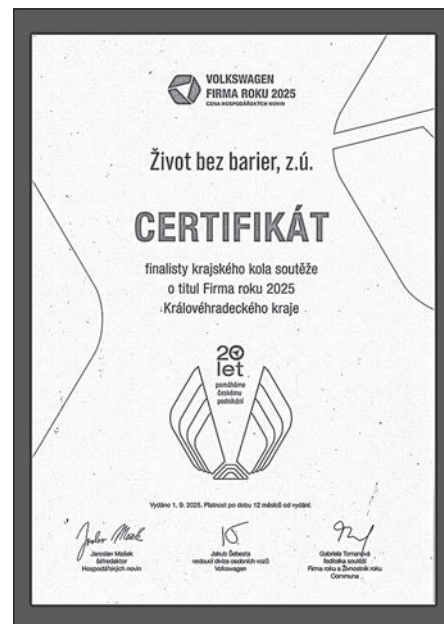 VOLKSWAGEN
FIRMA ROKU 2025
CENA HOSPODÁŘSKÝCH NOVIN
Život bez barier, z.ú.
CERTIFIKÁT
finalisty krajského kola soutěže
o titul Firma roku 2025
Královéhradeckého kraje
20
let
pomáháme
českému
podnikání
Vydáno 1. 9. 2025. Platnost po dobu 12 měsíců od vydání.
Jaroslav Mašek
šéfredaktor
Hospodářských novin
Jakub Šebesta
vedoucí divize osobních vozů
Volkswagen
Gabriela Tomanová
ředitelka soutěží
Firma roku a Živnostník roku
Communa